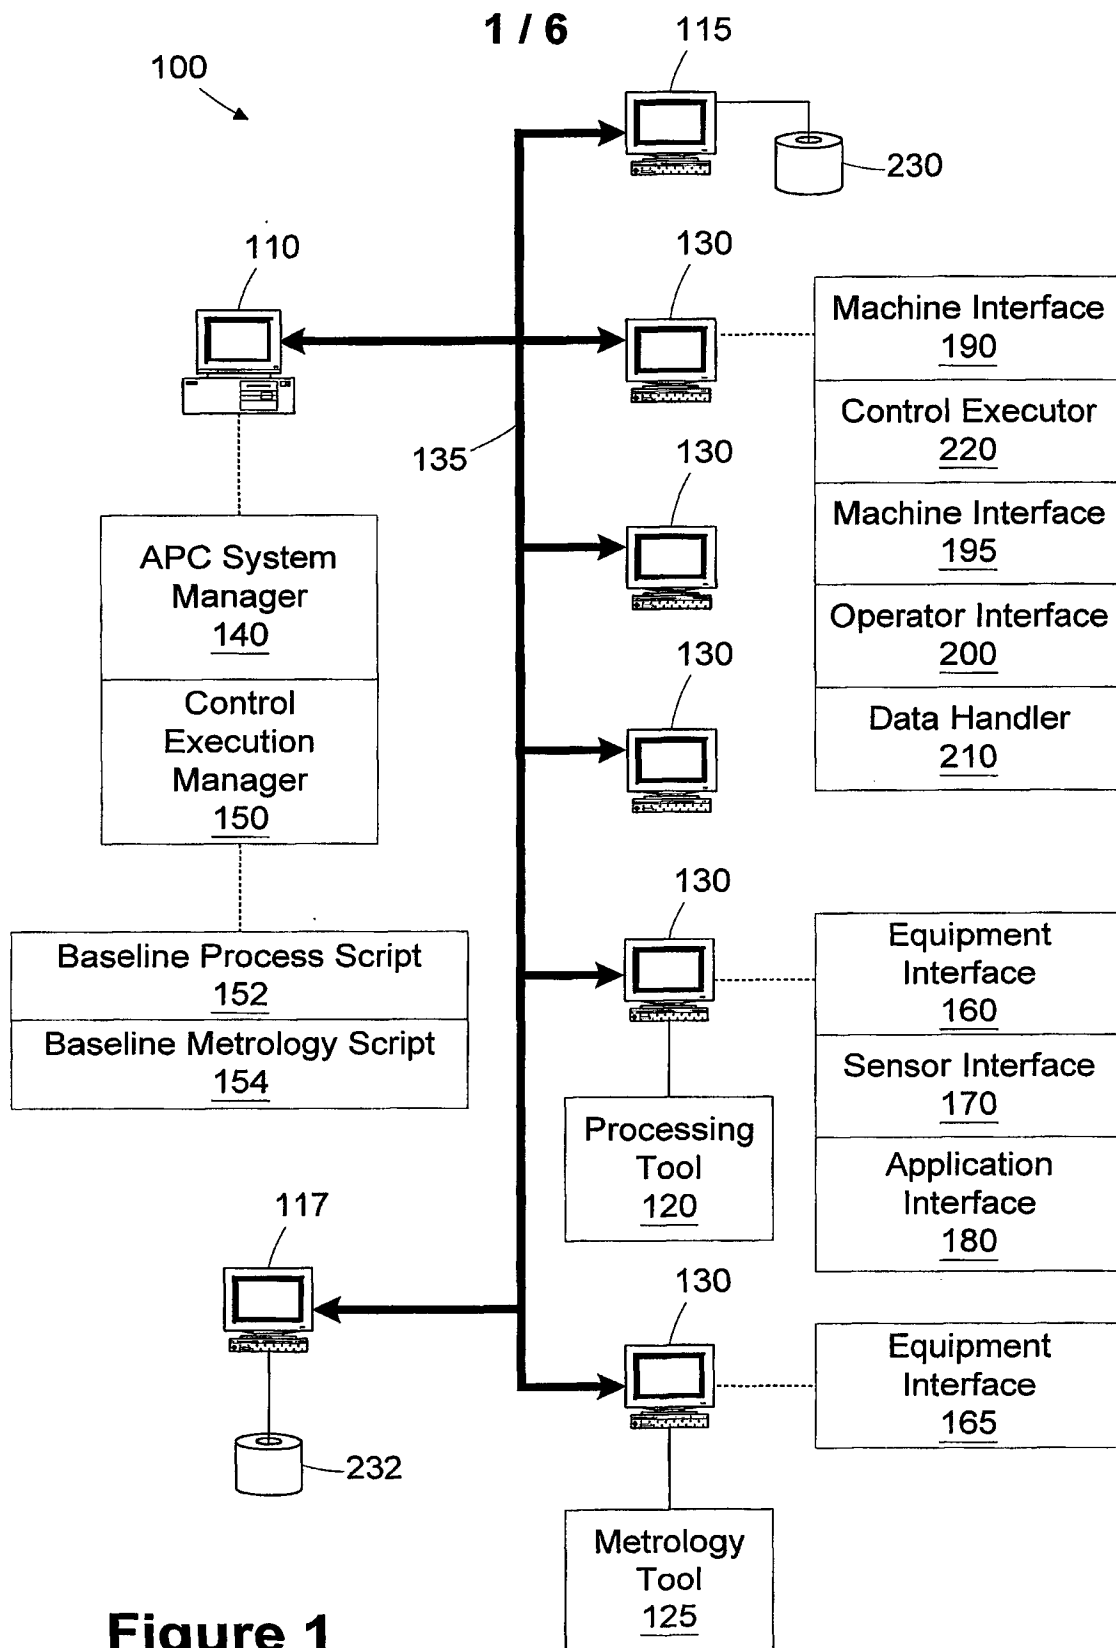 1 / 6
115
100
230
110
130
Machine Interface
190
Control Executor
220
Machine Interface
195
Operator Interface
200
Data Handler
210
135
130
APC System
Manager
140
Control
Execution
Manager
150
130
130
Baseline Process Script
152
Baseline Metrology Script
154
Equipment
Interface
160
Sensor Interface
170
Application
Interface
180
Processing
Tool
120
117
130
Equipment
Interface
165
232
Metrology
Tool
125
Figure 1